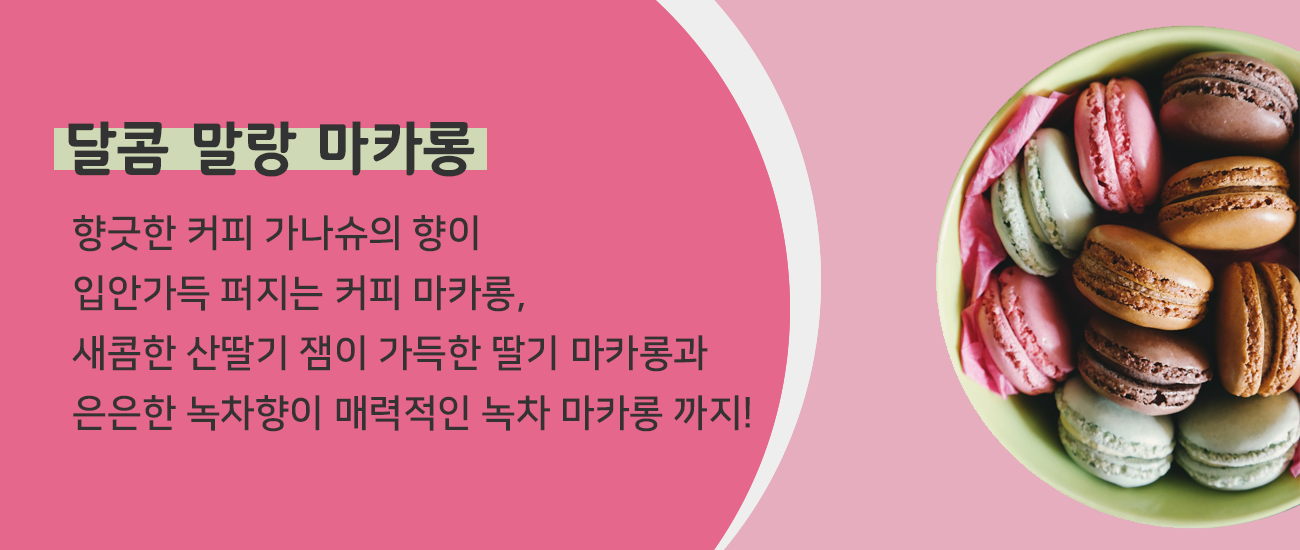 달콤 말랑 마카롱
향긋한 커피 가나슈의 향이
입안가득 퍼지는 커피 마카롱,
새콤한 산딸기 잼이 가득한 딸기 마카롱과
은은한 녹차향이 매력적인 녹차 마카롱 까지!